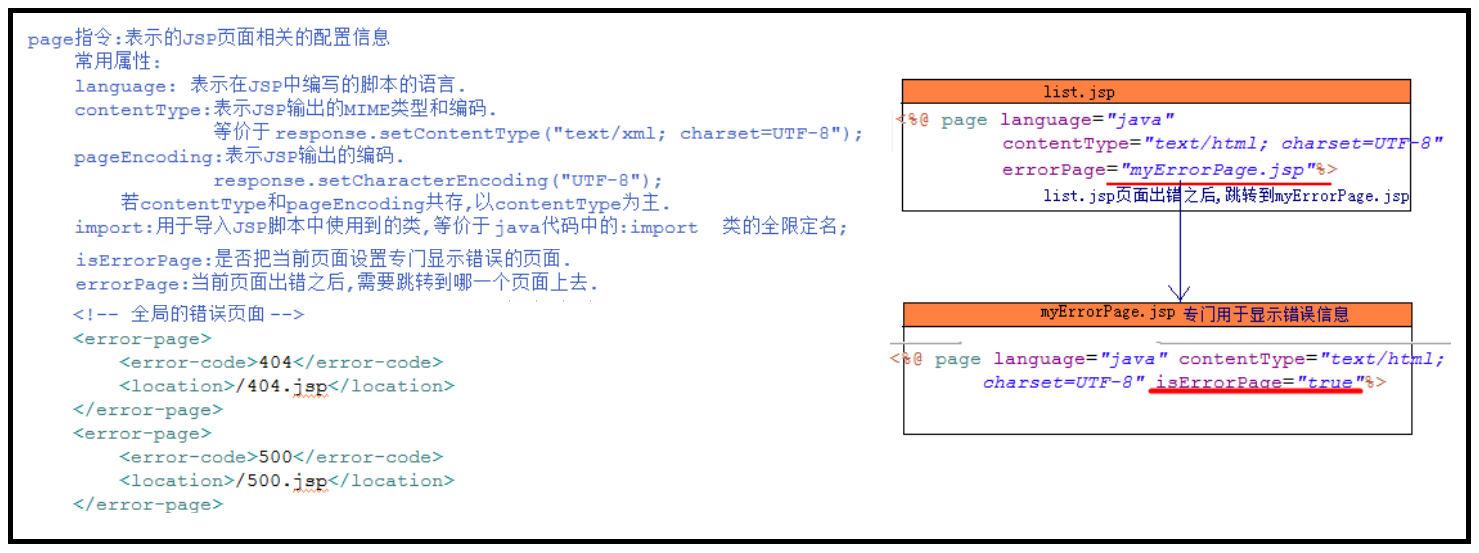 page指令:表示的JSP页面相关的配置信息
常用属性:
language: 表示在JSP中编写的脚本的语言.
contentType:表示JSP输出的MIME类型和编码.
等价于 response.setContentType("text/xml; charset=UTF-8");
pageEncoding:表示JSP输出的编码.
response.setCharacterEncoding("UTF-8");
若contentType和pageEncoding共存,以contentType为主.
import:用于导入JSP脚本中使用到的类,等价于 java代码中的:import 类的全限定名;
isErrorPage:是否把当前页面设置专门显示错误的页面.
errorPage:当前页面出错之后,需要跳转到哪一个页面上去.
<!-- 全局的错误页面 -->
<error-page>
<error-code>404</error-code>
<location>/404.jsp</location>
</error-page>
<error-page>
<error-code>500</error-code>
<location>/500.jsp</location>
</error-page>
list.jsp
<%@ page language="java"
contentType="text/html; charset=UTF-8"
errorPage="myErrorPage.jsp"%>
list.jsp页面出错之后,跳转到myErrorPage.jsp
myErrorPage.jsp 专门用于显示错误信息
<%@ page language="java" contentType="text/html;
charset=UTF-8" isErrorPage="true"%>